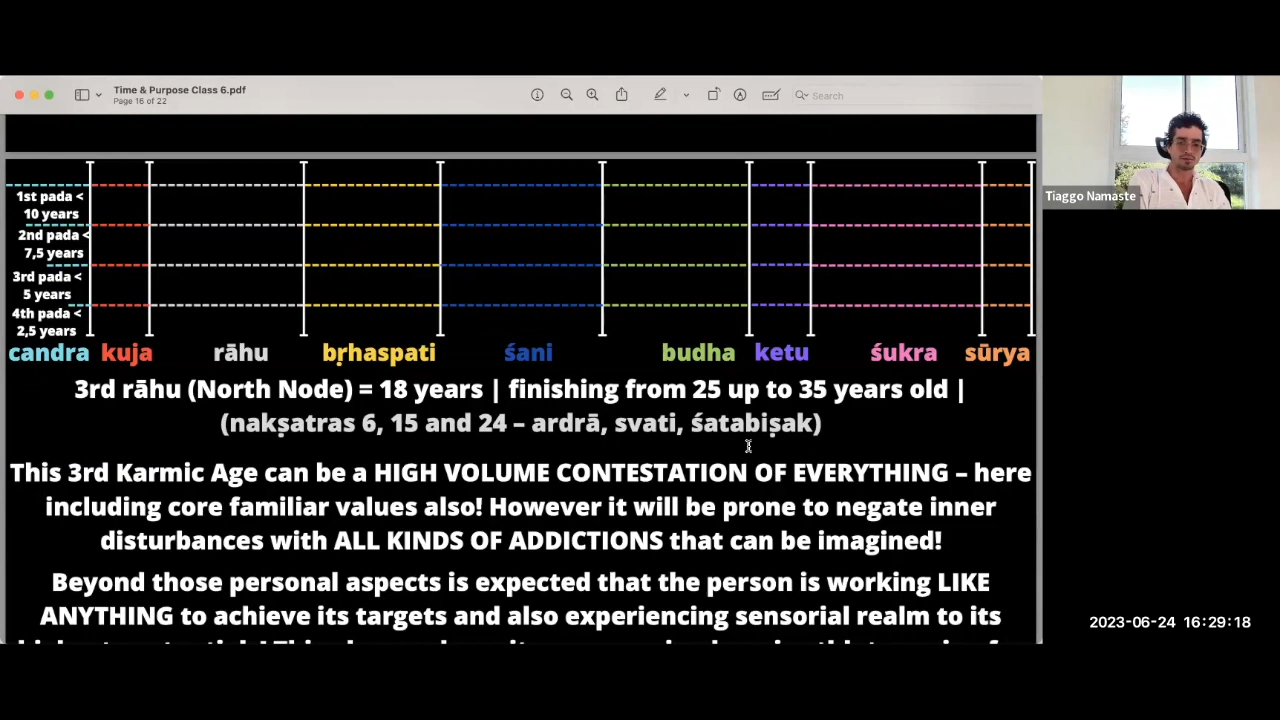 Time & Purpose Class 6.pdf
Page 16 of 22
Search
Tiaggo Namaste
1st pada <
10 years
2nd pada <
7,5 years
3rd pada <
5 years
4th pada <
2,5 years
candra kuja rāhu bṛhaspati śani budha ketu śukra sūrya
3rd rāhu (North Node) = 18 years | finishing from 25 up to 35 years old |
(nakṣatras 6, 15 and 24 – ardrā, svati, śatabiṣak)
This 3rd Karmic Age can be a HIGH VOLUME CONTESTATION OF EVERYTHING – here
including core familiar values also! However it will be prone to negate inner
disturbances with ALL KINDS OF ADDICTIONS that can be imagined!
Beyond those personal aspects is expected that the person is working LIKE
ANYTHING to achieve its targets and also experiencing sensorial realm to its
2023-06-24 16:29:18